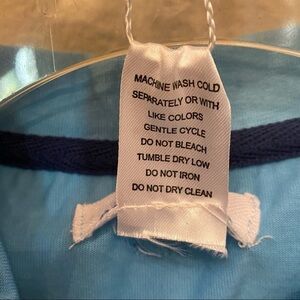 MACHINE WASH COLD
SEPARATELY OR WITH
LIKE COLORS
GENTLE CYCLE
DO NOT BLEACH
TUMBLE DRY LOW
DO NOT IRON
DO NOT DRY CLEAN